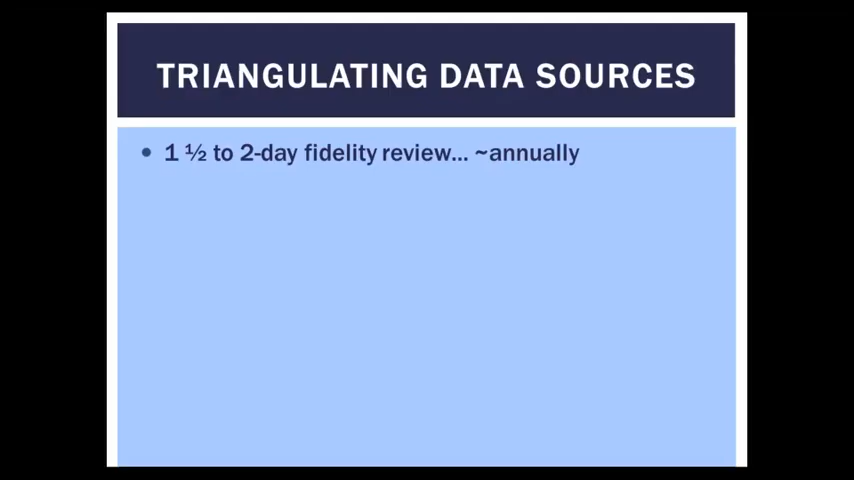 TRIANGULATING DATA SOURCES
• 1 ½ to 2-day fidelity review... ~annually